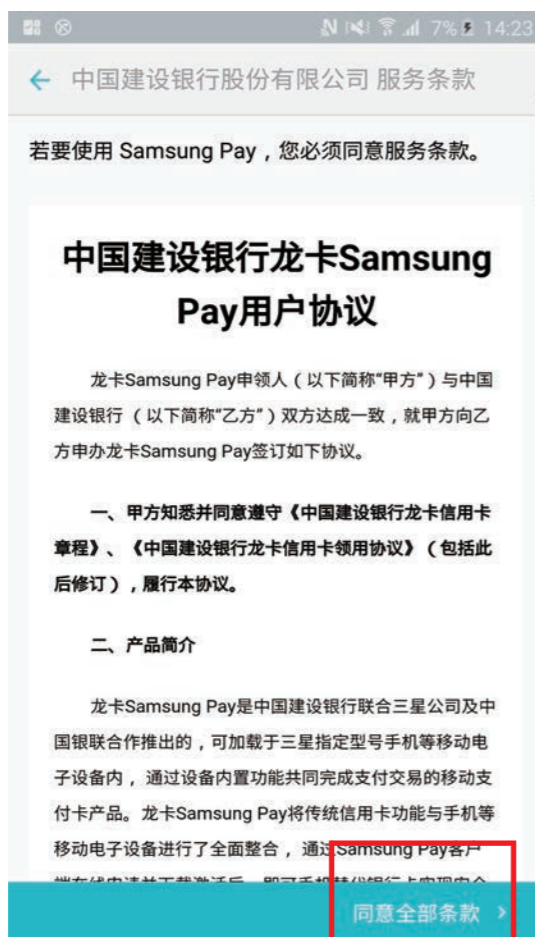 7% 14:23
中国建设银行股份有限公司 服务条款
若要使用 Samsung Pay，您必须同意服务条款。
中国建设银行龙卡Samsung
Pay用户协议
龙卡Samsung Pay申领人（以下简称“甲方”）与中国
建设银行 （以下简称“乙方”）双方达成一致，就甲方向乙
方申办龙卡Samsung Pay签订如下协议。
一、甲方知悉并同意遵守《中国建设银行龙卡信用卡
章程》、《中国建设银行龙卡信用卡领用协议》（包括此
后修订），履行本协议。
二、产品简介
龙卡Samsung Pay是中国建设银行联合三星公司及中
国银联合作推出的，可加载于三星指定型号手机等移动电
子设备内， 通过设备内置功能共同完成支付交易的移动支
付卡产品。龙卡Samsung Pay将传统信用卡功能与手机等
移动电子设备进行了全面整合， 通过Samsung Pay客户
同意全部条款